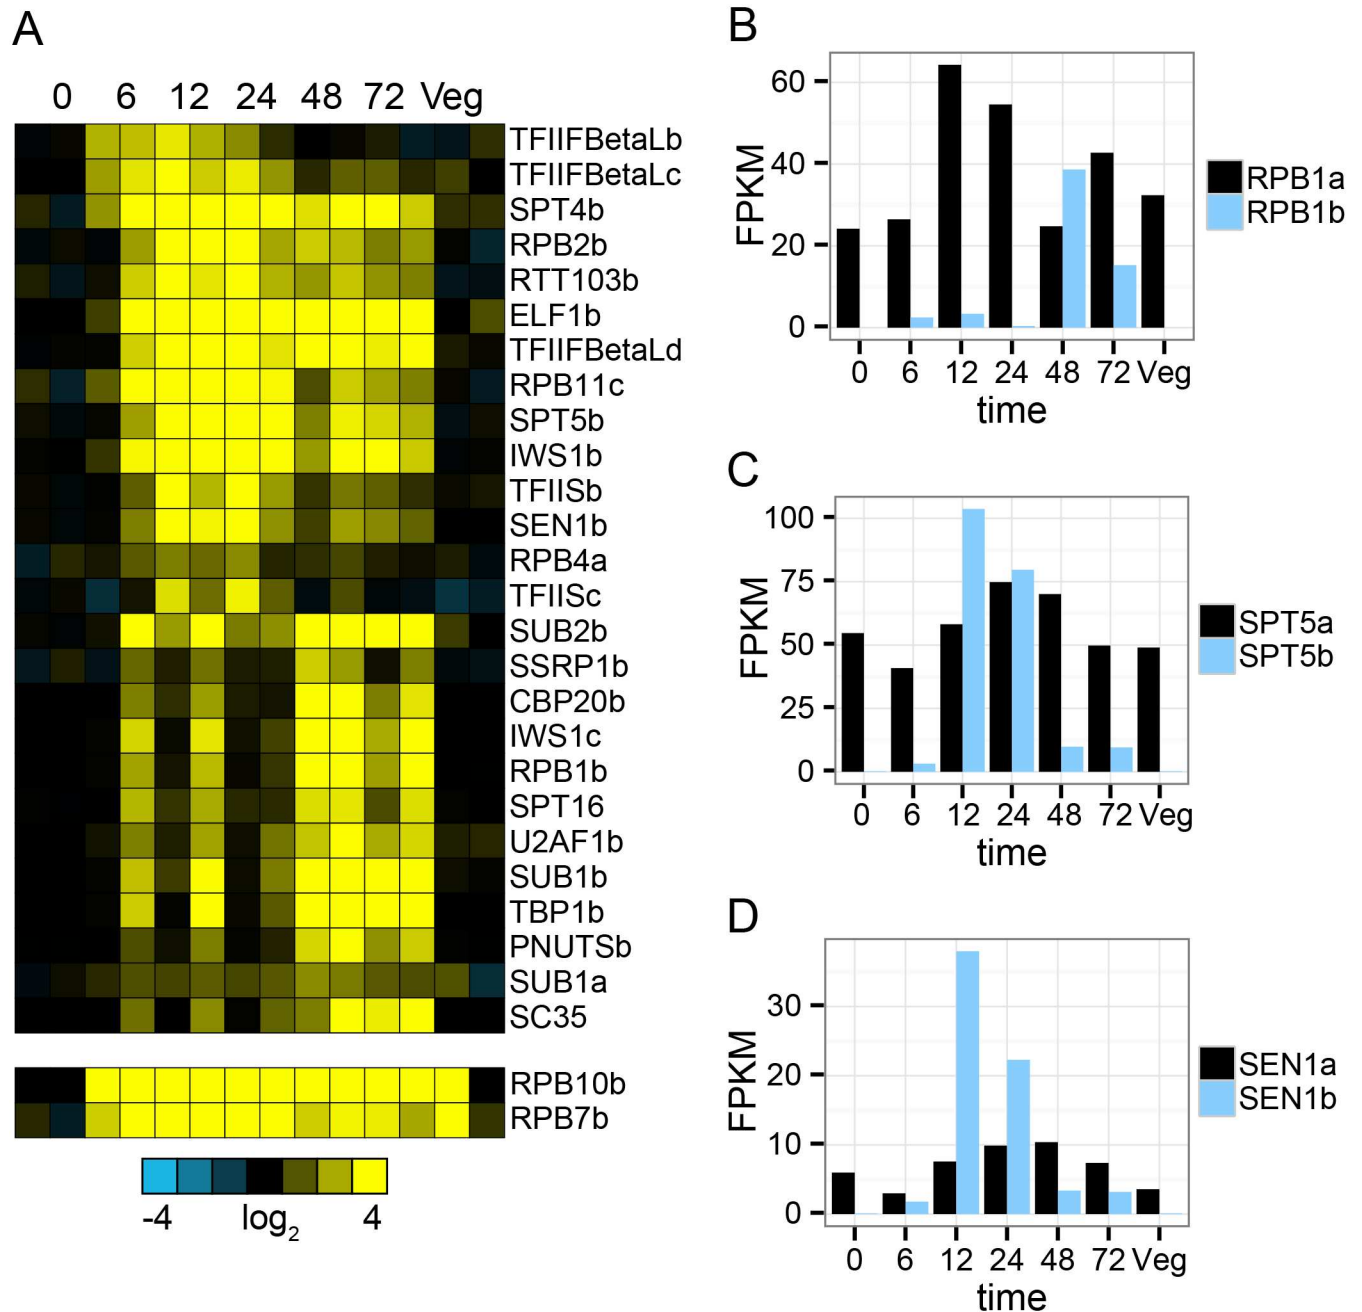 A
0 6 12 24 48 72 Veg
TFIIFBetaLb
TFIIFBetaLc
SPT4b
RPB2b
RTT103b
ELF1b
TFIIFBetaLd
RPB11c
SPT5b
IWS1b
TFIISb
SEN1b
RPB4a
TFIISc
SUB2b
SSRP1b
CBP20b
IWS1c
RPB1b
SPT16
U2AF1b
SUB1b
TBP1b
PNUTSb
SUB1a
SC35
RPB10b
RPB7b
-4 log2 4
B
FPKM
60
40
20
0
0 6 12 24 48 72 Veg
time
RPB1a
RPB1b
C
FPKM
100
75
50
25
0
0 6 12 24 48 72 Veg
time
SPT5a
SPT5b
D
FPKM
30
20
10
0
0 6 12 24 48 72 Veg
time
SEN1a
SEN1b